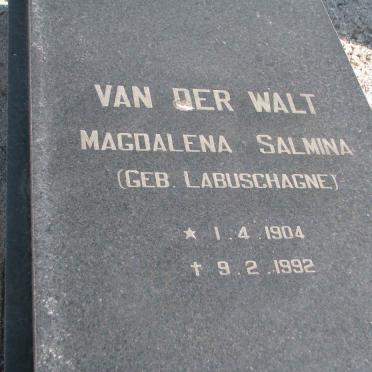 VAN DER WALT
MAGDALENA SALMINA
(GEB. LABUSCHAGNE)
★ 1.4.1904
✝ 9.2.1992